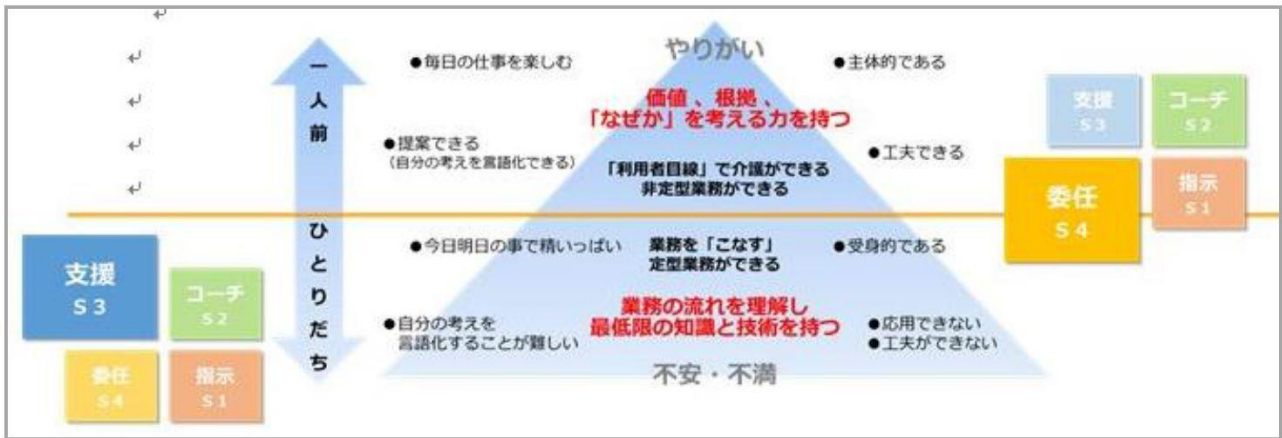 やりがい
●毎日の仕事を楽しむ
●主体的である
価値、根拠、
「なぜか」を考える力を持つ
●提案できる
(自分の考えを言語化できる)
●工夫できる
「利用者目線」で介護ができる
非定型業務ができる
一人前
支援
S3
コーチ
S2
委任
S4
指示
S1
ひとりだち
●今日明日の事で精いっぱい
業務を「こなす」
定型業務ができる
●受身的である
業務の流れを理解し
最低限の知識と技術を持つ
●自分の考えを
言語化することが難しい
●応用できない
●工夫ができない
不安・不満
支援
S3
コーチ
S2
委任
S4
指示
S1